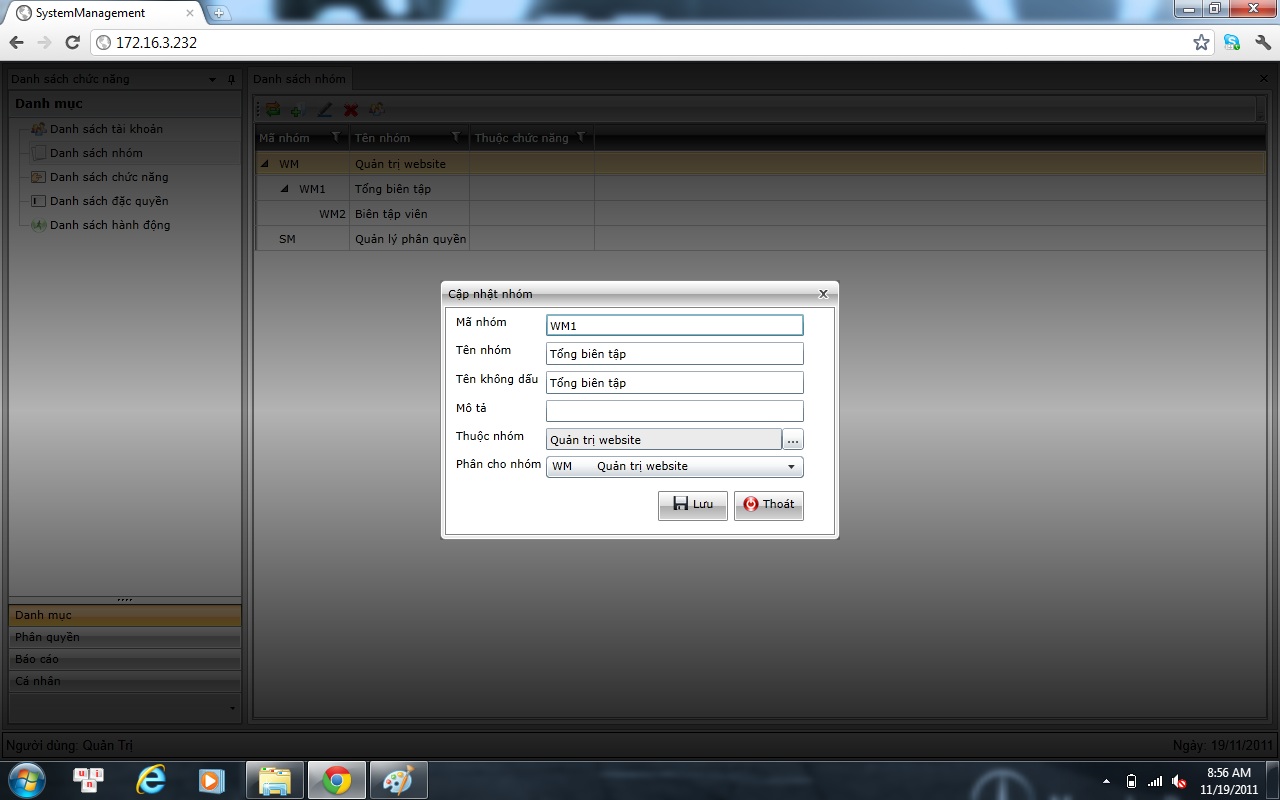 SystemManagement
172.16.3.232
Danh sách chức năng
Danh mục
Danh sách tài khoản
Danh sách nhóm
Danh sách chức năng
Danh sách đặc quyền
Danh sách hành động
Danh mục
Phân quyền
Báo cáo
Cá nhân
Danh sách nhóm
Mã nhóm Tên nhóm Thuộc chức năng
WM Quản trị website
WM1 Tổng biên tập
WM2 Biên tập viên
SM Quản lý phân quyền
Cập nhật nhóm
Mã nhóm WM1
Tên nhóm Tổng biên tập
Tên không dấu Tổng biên tập
Mô tả
Thuộc nhóm Quản trị website ...
Phân cho nhóm WM Quản trị website
Lưu Thoát
Người dùng: Quản Trị Ngày: 19/11/2011
u i n
8:56 AM
11/19/2011